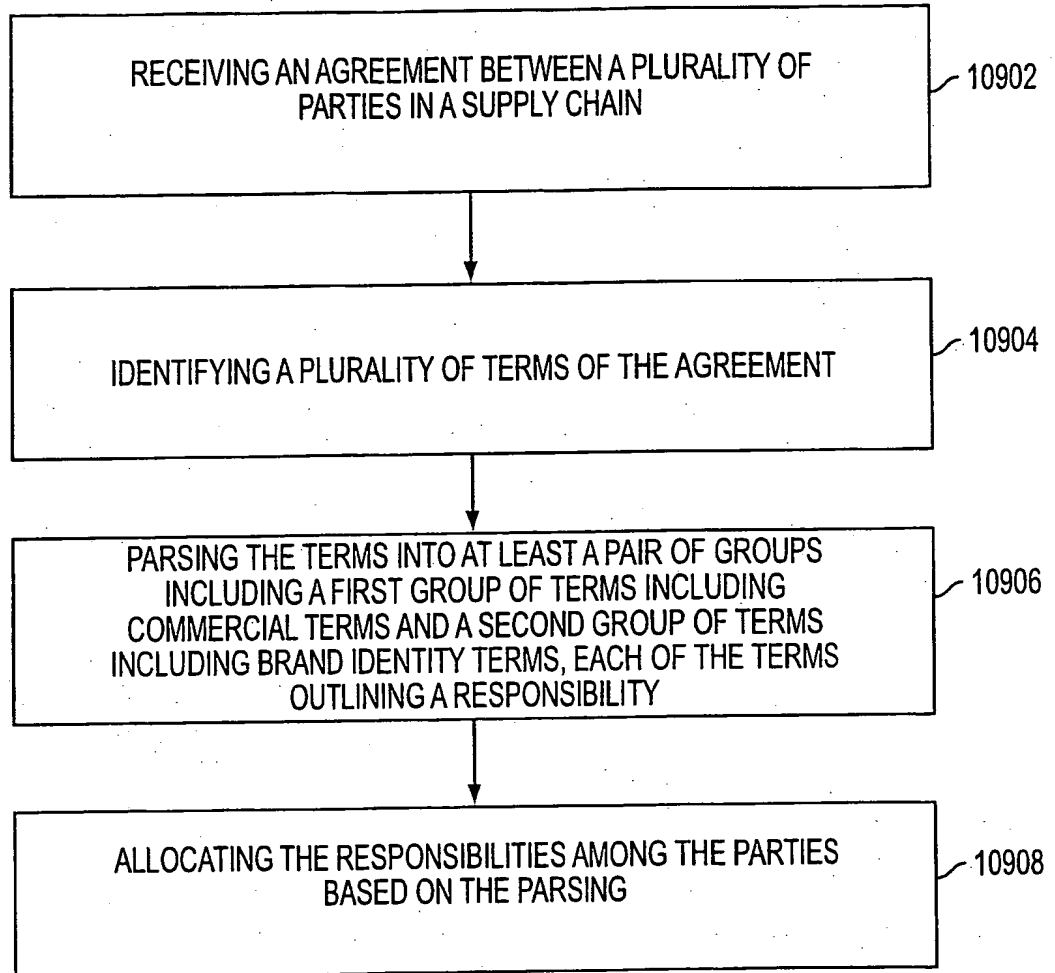 RECEIVING AN AGREEMENT BETWEEN A PLURALITY OF
PARTIES IN A SUPPLY CHAIN
10902
IDENTIFYING A PLURALITY OF TERMS OF THE AGREEMENT
10904
PARSING THE TERMS INTO AT LEAST A PAIR OF GROUPS
INCLUDING A FIRST GROUP OF TERMS INCLUDING
COMMERCIAL TERMS AND A SECOND GROUP OF TERMS
INCLUDING BRAND IDENTITY TERMS, EACH OF THE TERMS
OUTLINING A RESPONSIBILITY
10906
ALLOCATING THE RESPONSIBILITIES AMONG THE PARTIES
BASED ON THE PARSING
10908